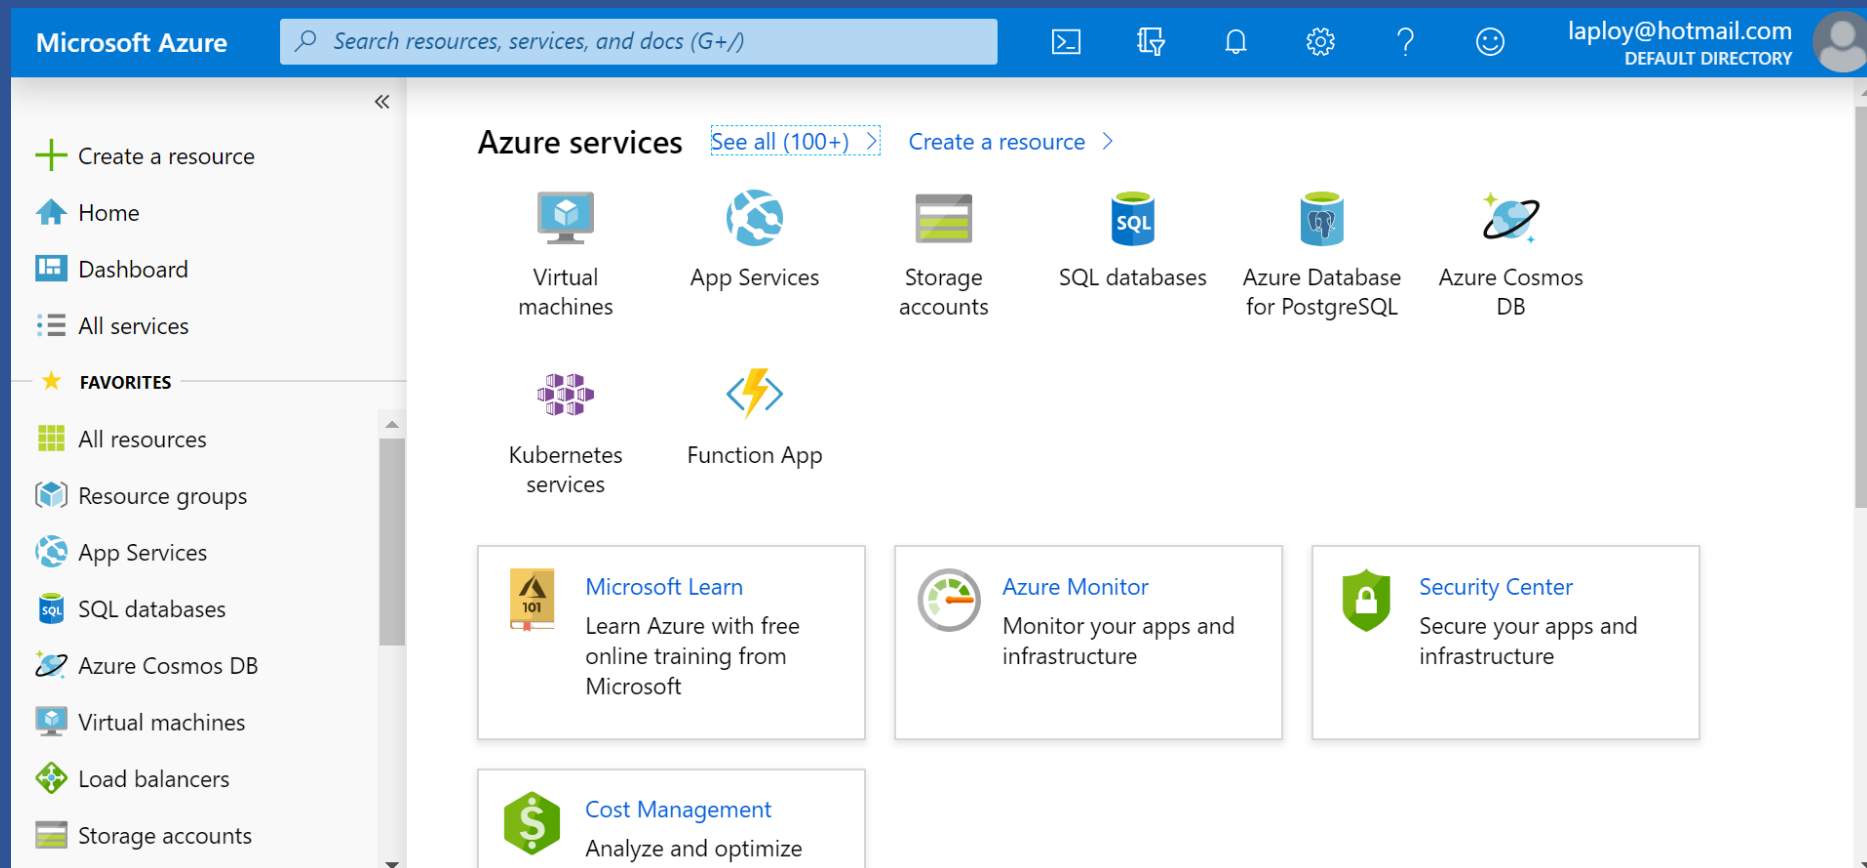 Microsoft Azure
Search resources, services, and docs (G+/)
laploy@hotmail.com
DEFAULT DIRECTORY
Create a resource
Home
Dashboard
All services
FAVORITES
All resources
Resource groups
App Services
SQL
SQL databases
Azure Cosmos DB
Virtual machines
Load balancers
Storage accounts
Azure services
See all (100+)
Create a resource
Virtual
machines
App Services
Storage
accounts
SQL
SQL databases
Azure Database
for PostgreSQL
Azure Cosmos
DB
Kubernetes
services
Function App
101
Microsoft Learn
Learn Azure with free
online training from
Microsoft
Azure Monitor
Monitor your apps and
infrastructure
Security Center
Secure your apps and
infrastructure
$
Cost Management
Analyze and optimize